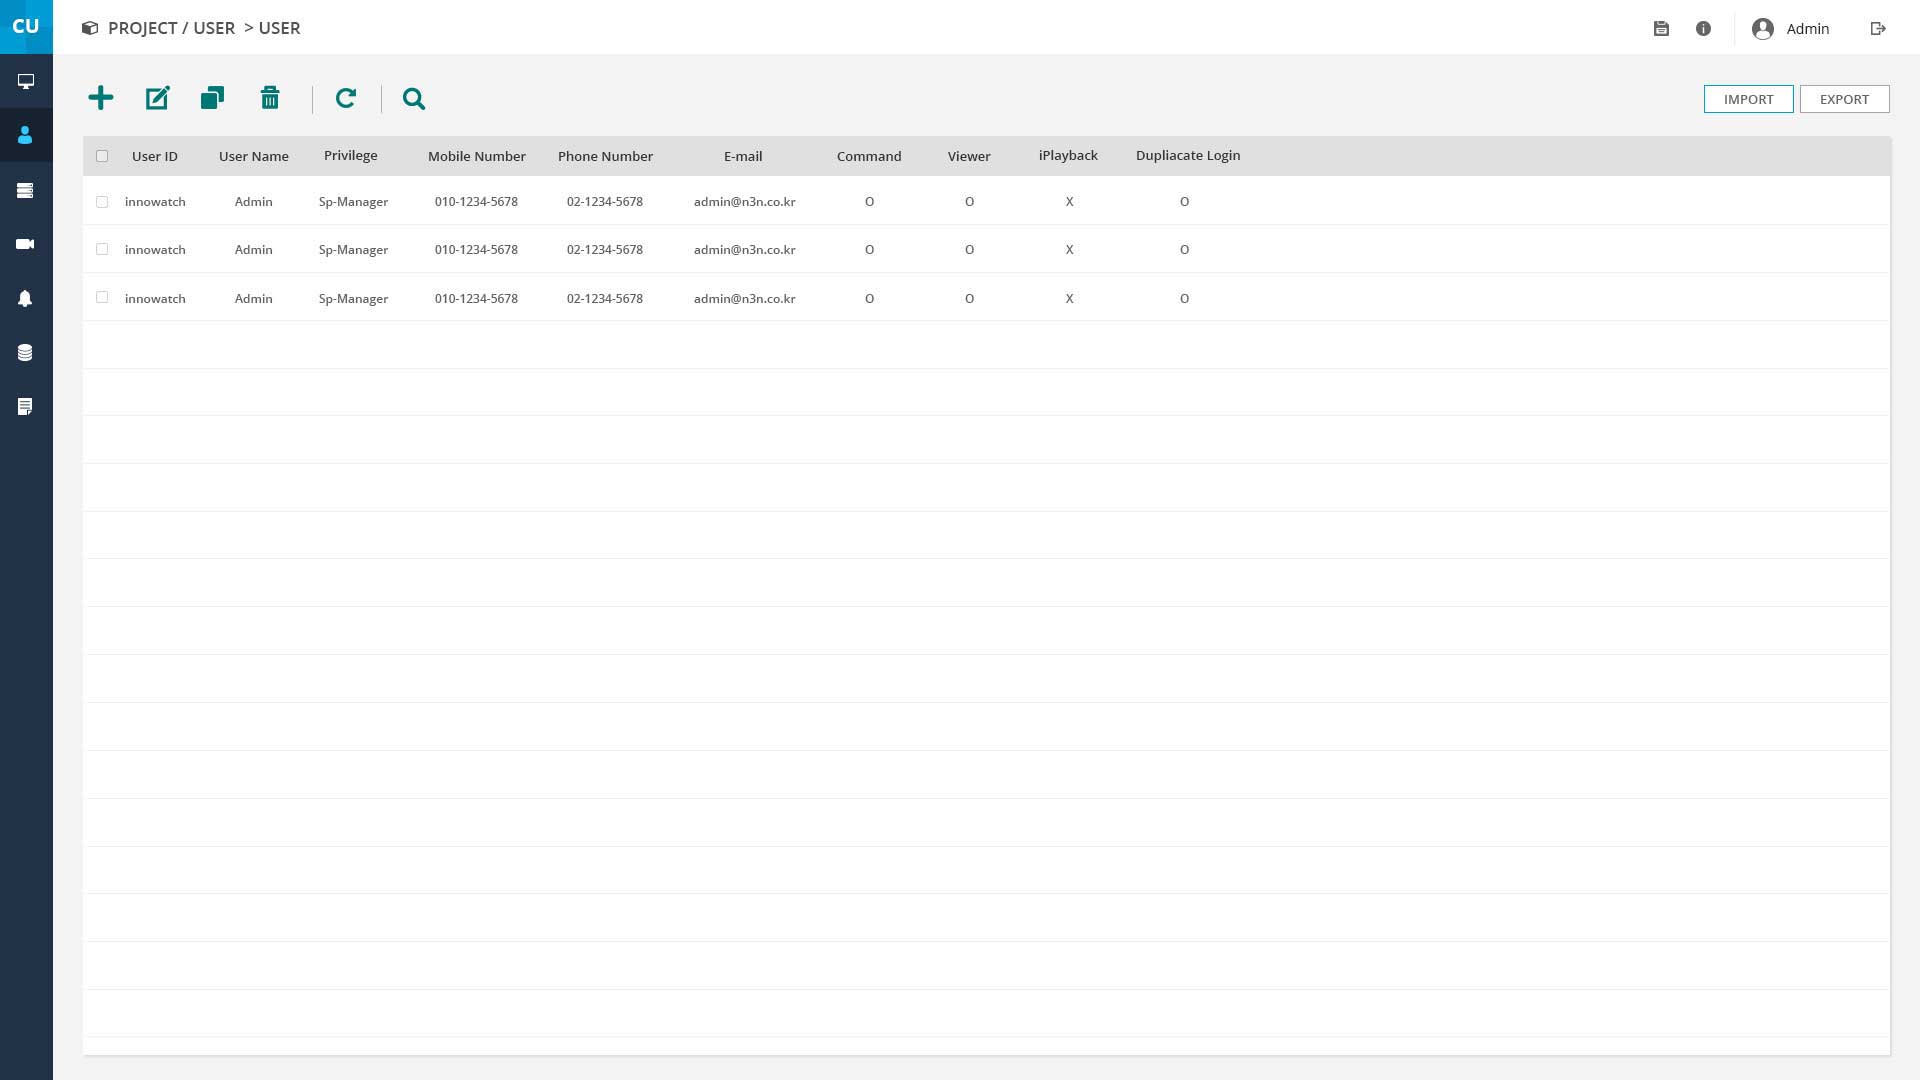 CU
PROJECT / USER > USER
Admin
IMPORT
EXPORT
User ID User Name Privilege Mobile Number Phone Number E-mail Command Viewer iPlayback Dupliacate Login
innowatch Admin Sp-Manager 010-1234-5678 02-1234-5678 admin@n3n.co.kr O O X O
innowatch Admin Sp-Manager 010-1234-5678 02-1234-5678 admin@n3n.co.kr O O X O
innowatch Admin Sp-Manager 010-1234-5678 02-1234-5678 admin@n3n.co.kr O O X O